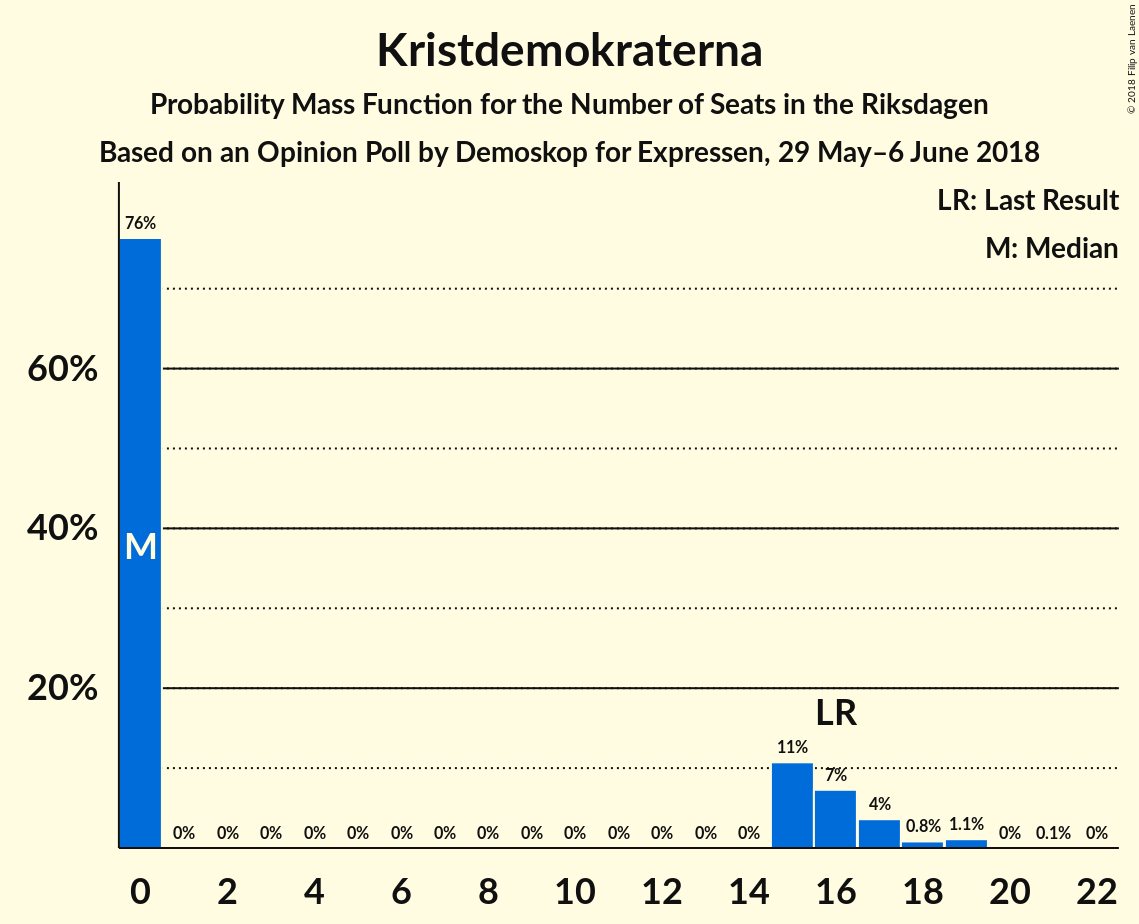 Kristdemokraterna
Probability Mass Function for the Number of Seats in the Riksdagen
Based on an Opinion Poll by Demoskop for Expressen, 29 May–6 June 2018
© 2018 Filip van Laenen
LR: Last Result
M: Median
76%
60%
40%
M
20%
LR
0% 0% 0% 0% 0% 0% 0% 0% 0% 0% 0% 0% 0% 0% 11% 7% 4% 0.8% 1.1% 0% 0.1% 0%
0 2 4 6 8 10 12 14 16 18 20 22